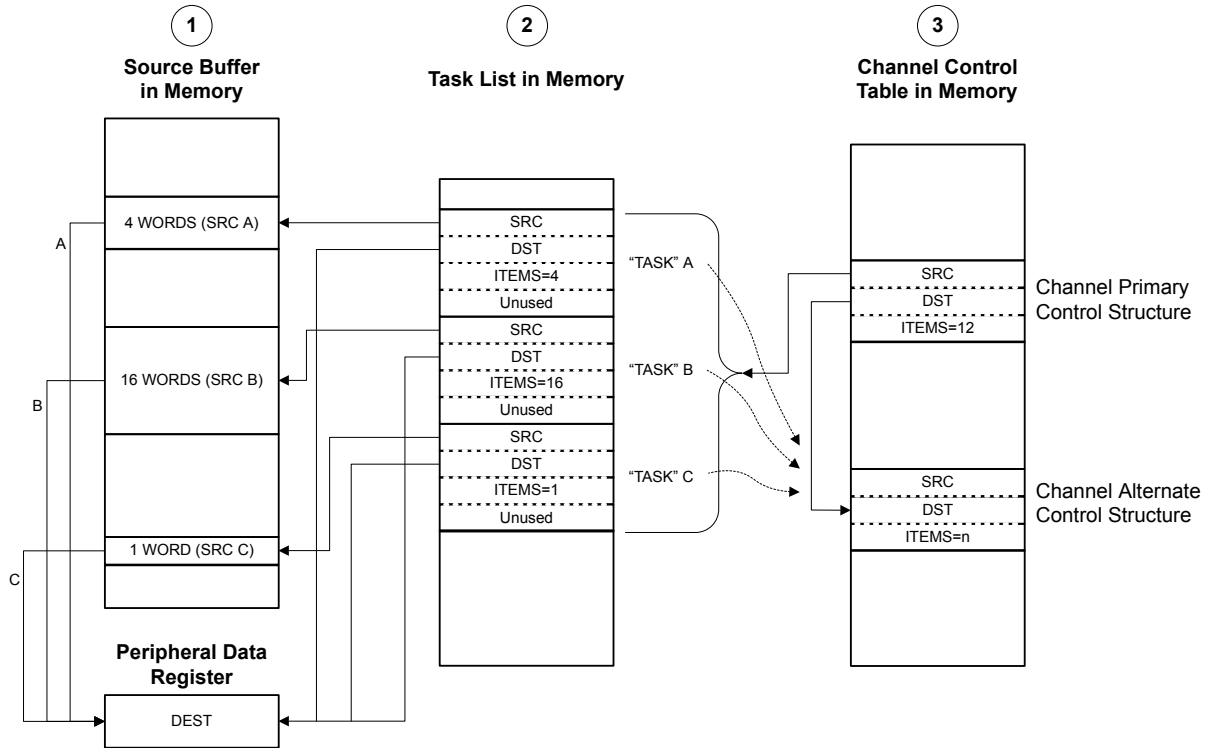 1
2
3
Source Buffer
in Memory
Task List in Memory
Channel Control
Table in Memory
4 WORDS (SRC A)
A
16 WORDS (SRC B)
B
1 WORD (SRC C)
C
Peripheral Data
Register
DEST
SRC
DST
ITEMS=4
Unused
SRC
DST
ITEMS=16
Unused
SRC
DST
ITEMS=1
Unused
“TASK” A
“TASK” B
“TASK” C
SRC
DST
ITEMS=12
Channel Primary
Control Structure
SRC
DST
ITEMS=n
Channel Alternate
Control Structure